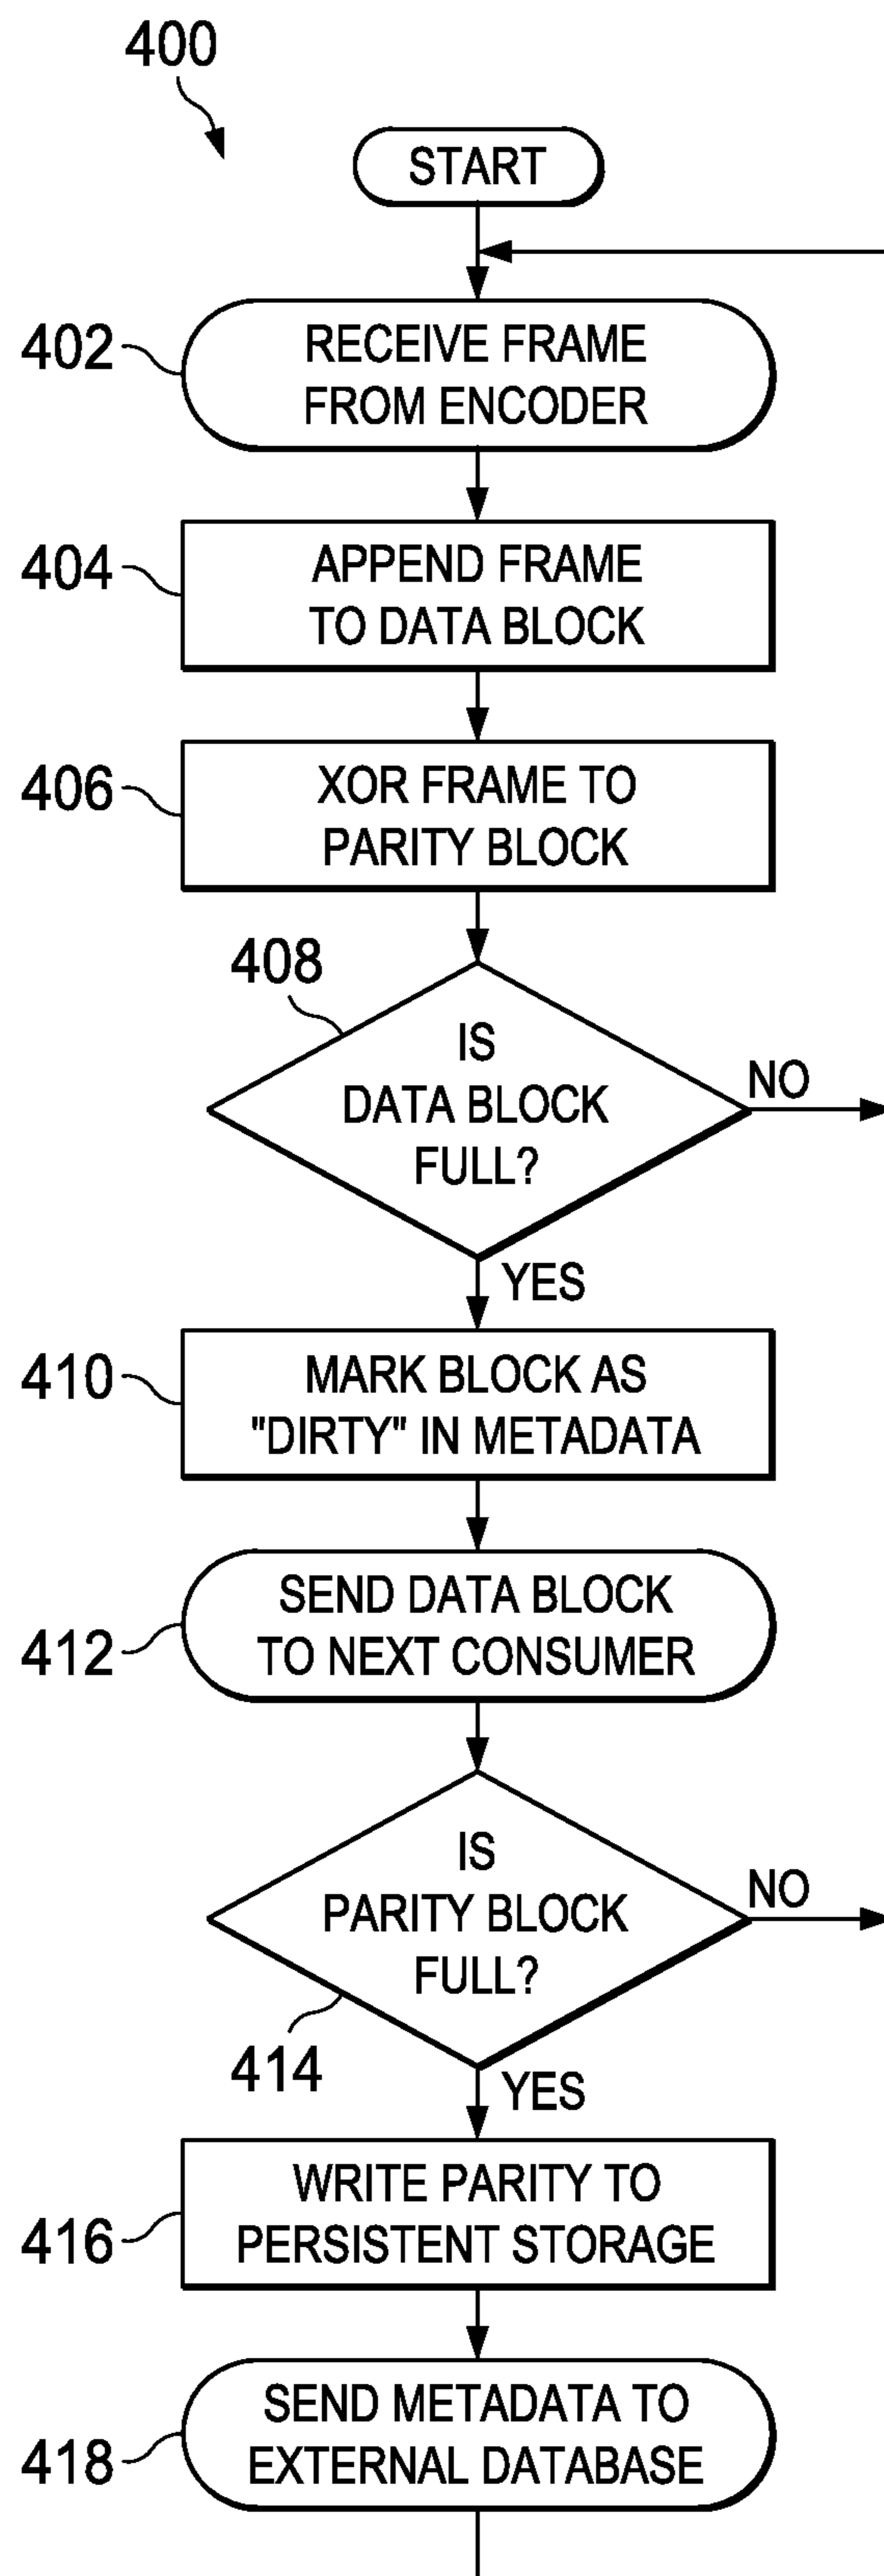 400
START
402
RECEIVE FRAME
FROM ENCODER
404
APPEND FRAME
TO DATA BLOCK
406
XOR FRAME TO
PARITY BLOCK
408
IS
DATA BLOCK
FULL?
NO
YES
410
MARK BLOCK AS
"DIRTY" IN METADATA
412
SEND DATA BLOCK
TO NEXT CONSUMER
IS
PARITY BLOCK
FULL?
NO
414
YES
416
WRITE PARITY TO
PERSISTENT STORAGE
418
SEND METADATA TO
EXTERNAL DATABASE